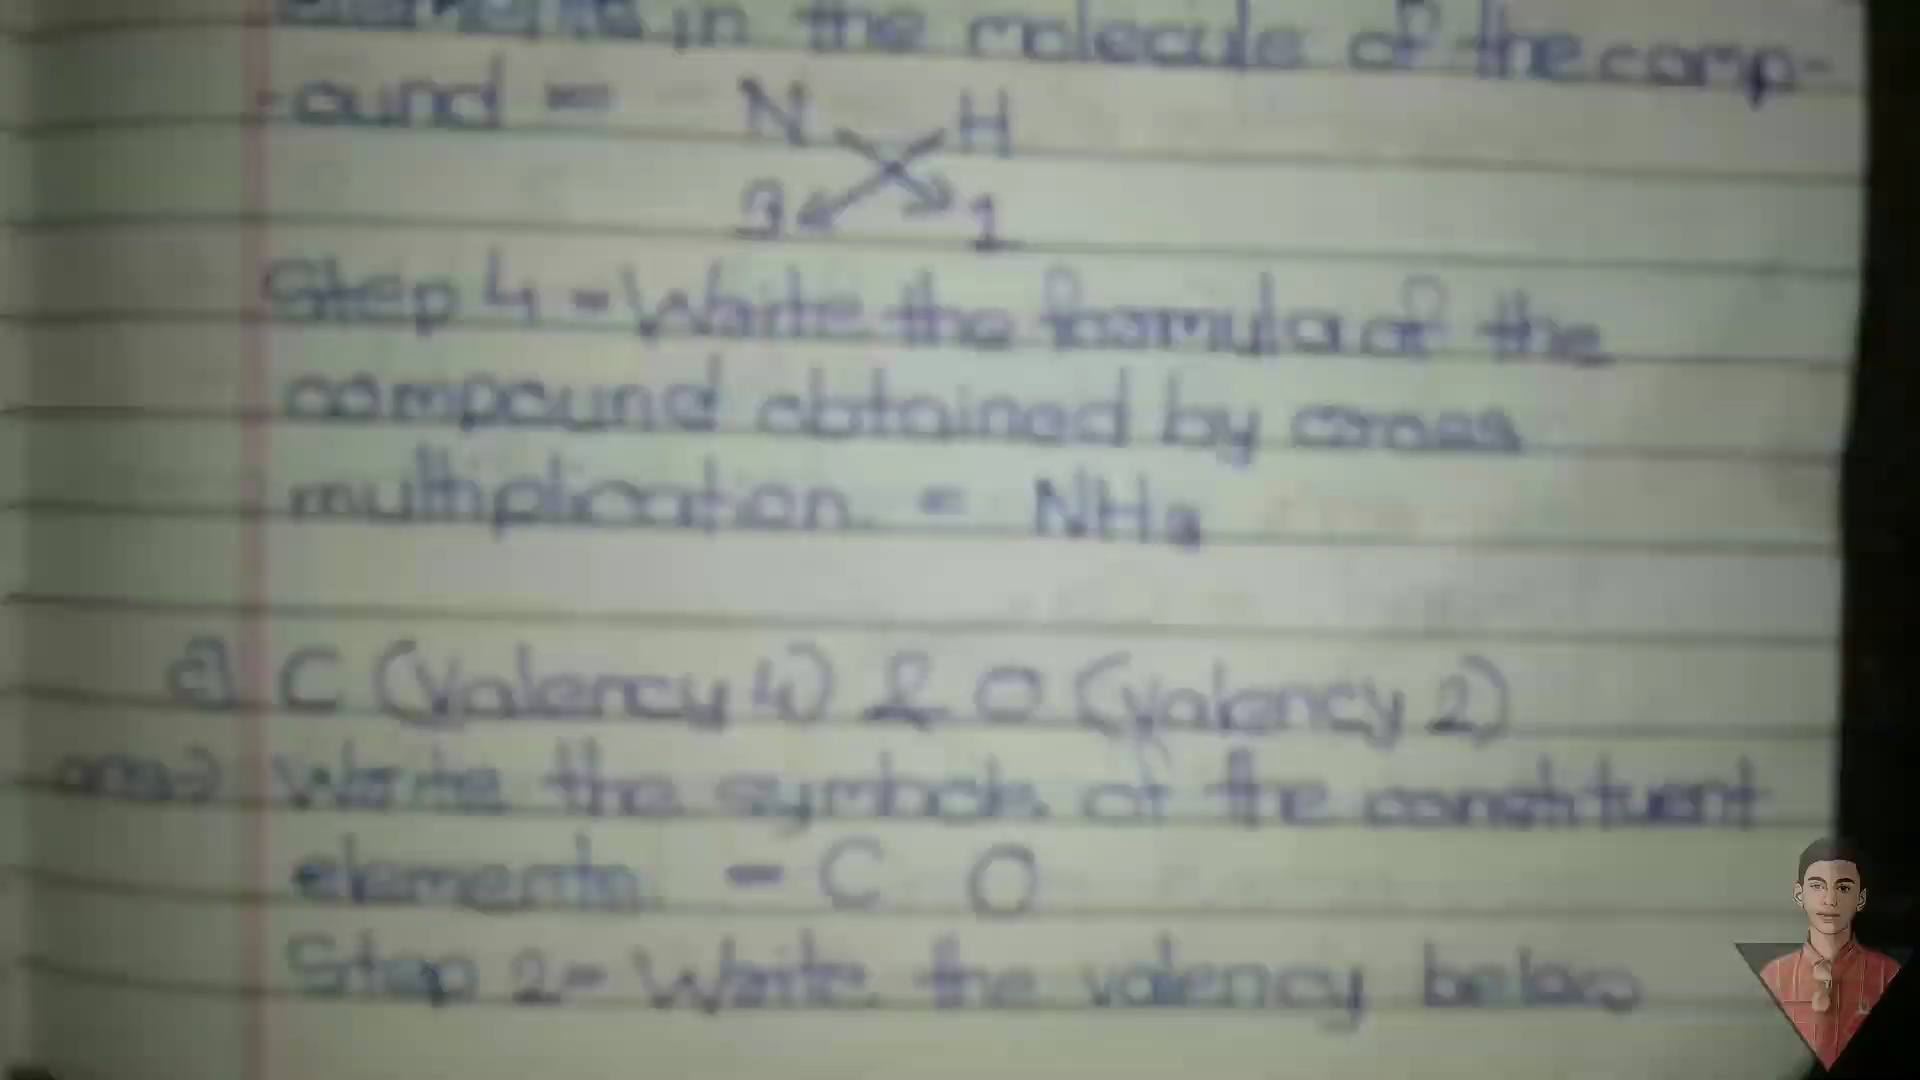 elements in the molecule of the comp-
-ound = N H
3 1
Step 4 - Write the formula of the
compound obtained by cross
multiplication = NH3
c) C (Valency 4) & O (Valency 2)
ans) Write the symbols of the constituent
elements - C O
Step 2 - Write the valency below